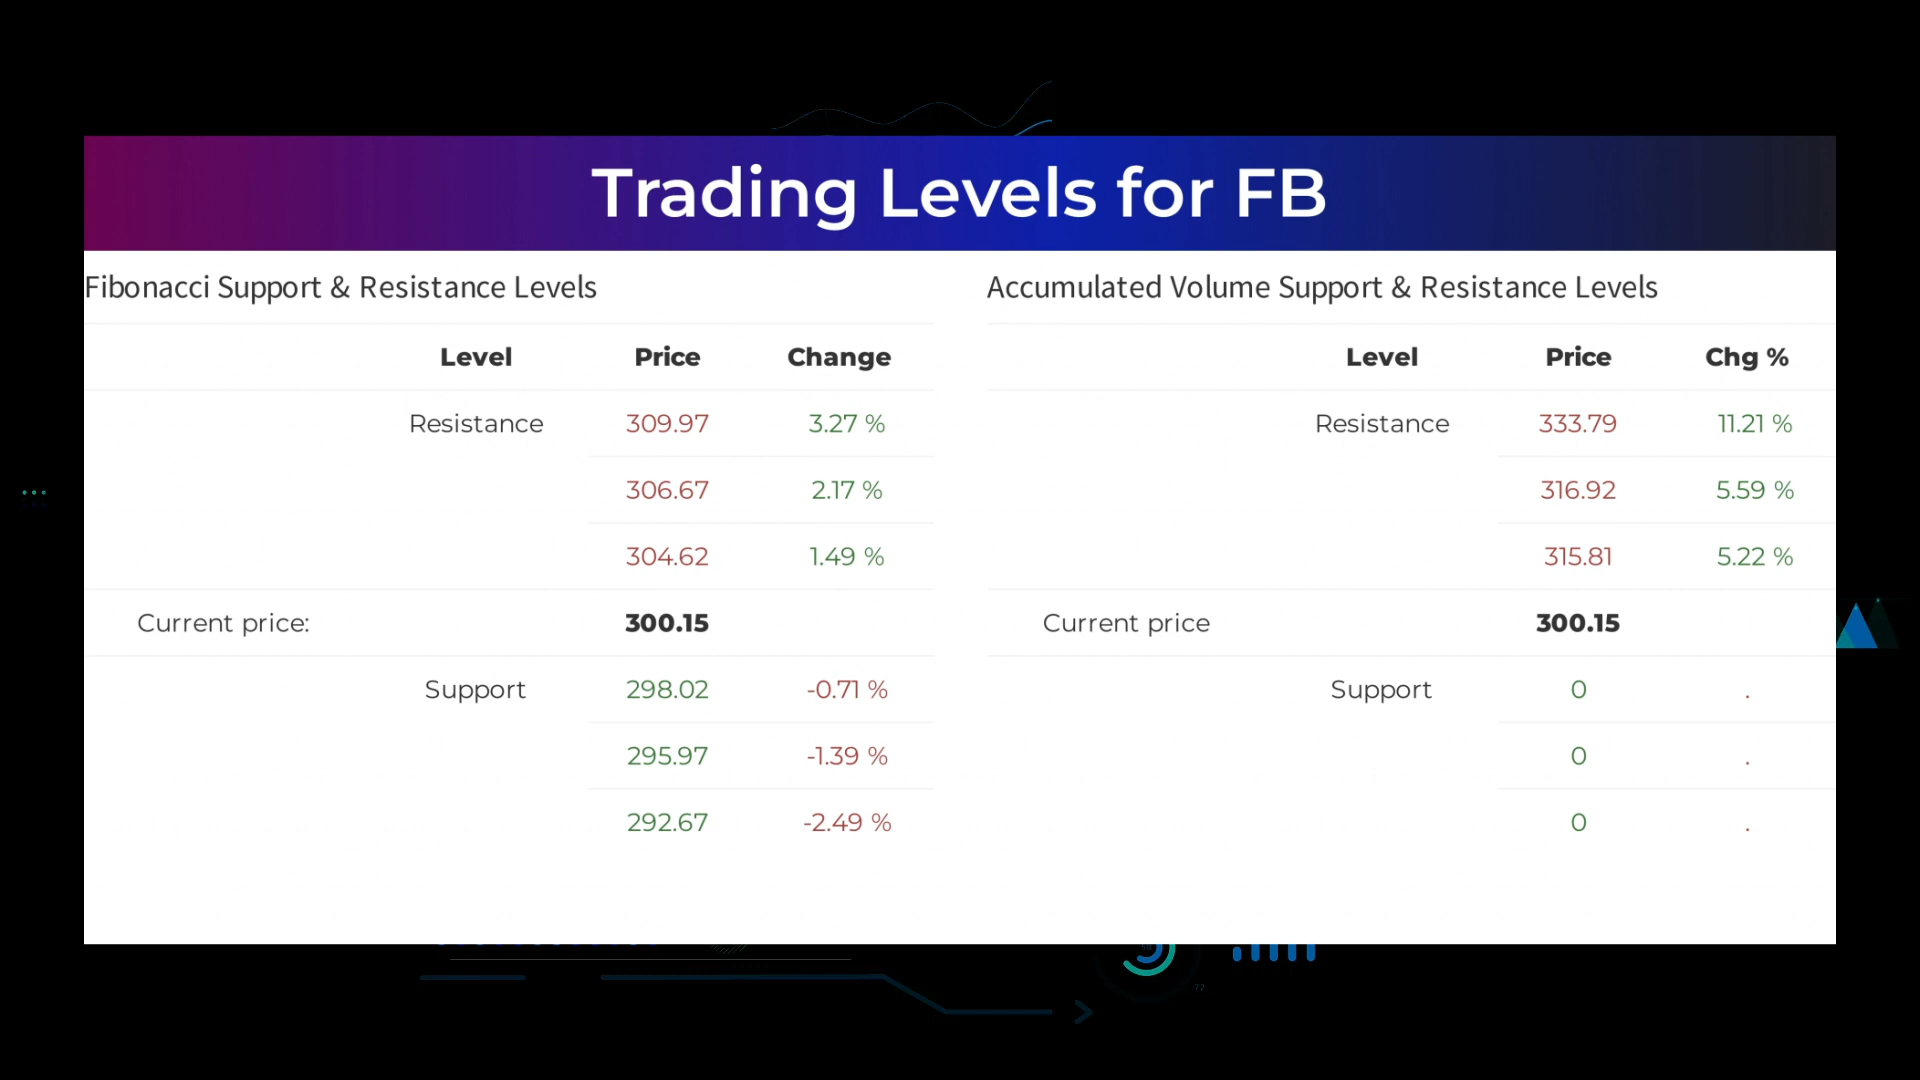 Trading Levels for FB
Fibonacci Support & Resistance Levels
Level Price Change
Resistance 309.97 3.27 %
306.67 2.17 %
304.62 1.49 %
Current price: 300.15
Support 298.02 -0.71 %
295.97 -1.39 %
292.67 -2.49 %
Accumulated Volume Support & Resistance Levels
Level Price Chg %
Resistance 333.79 11.21 %
316.92 5.59 %
315.81 5.22 %
Current price 300.15
Support 0 .
0 .
0 .
72